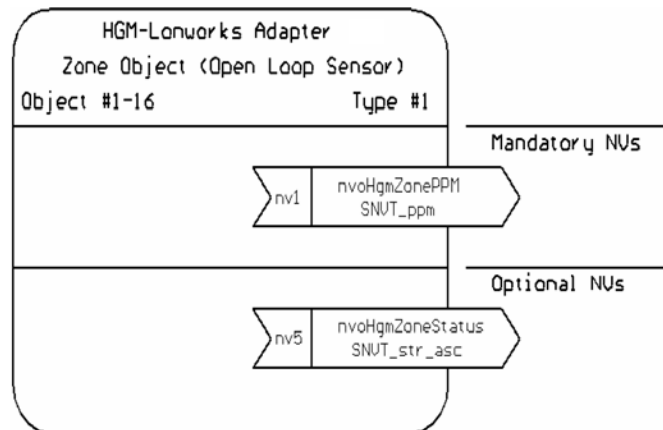 HGM-Lonworks Adapter
Zone Object (Open Loop Sensor)
Object #1-16 Type #1
Mandatory NVs
nv1 nvoHgmZonePPM
SNVT_ppm
Optional NVs
nv5 nvoHgmZoneStatus
SNVT_str_asc